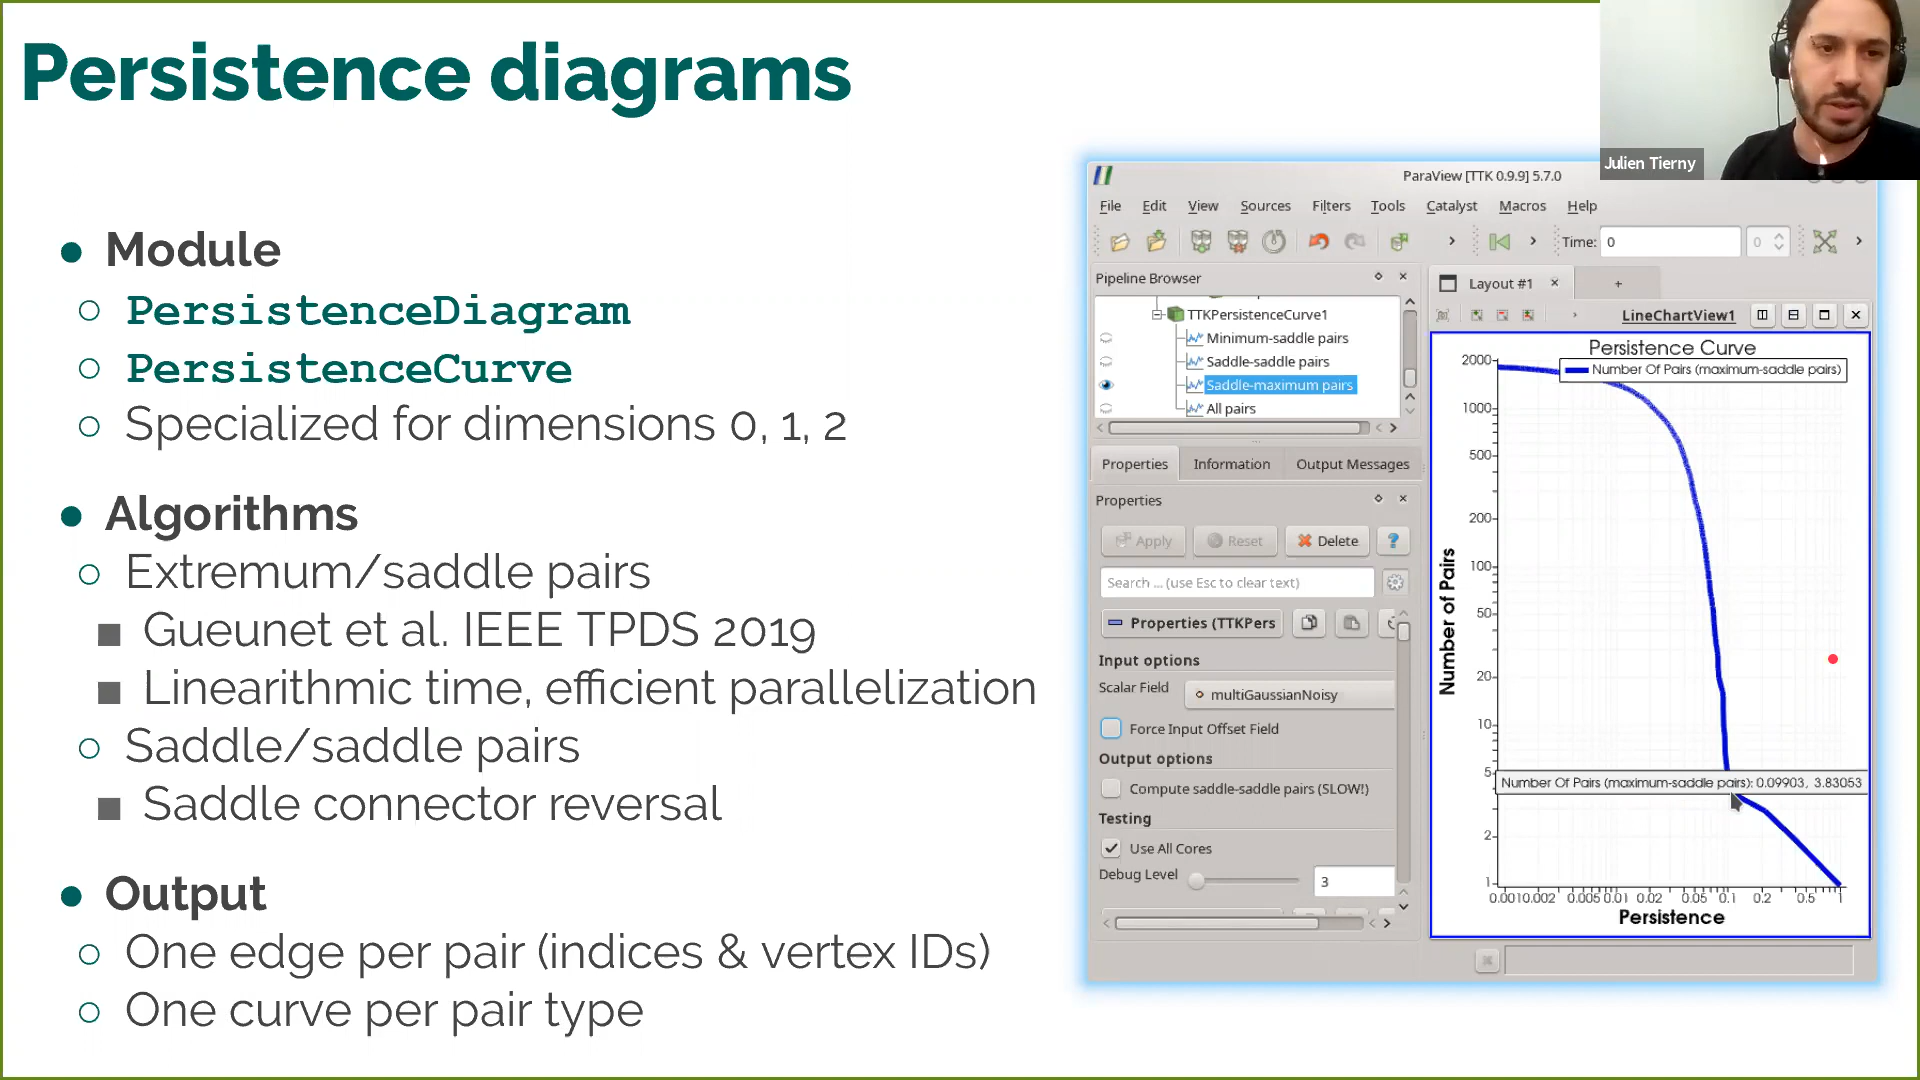 Persistence diagrams
Julien Tierny
Module
PersistenceDiagram
PersistenceCurve
Specialized for dimensions 0, 1, 2
Algorithms
Extremum/saddle pairs
Gueunet et al. IEEE TPDS 2019
Linearithmic time, efficient parallelization
Saddle/saddle pairs
Saddle connector reversal
Output
One edge per pair (indices & vertex IDs)
One curve per pair type
ParaView [TTK 0.9.9] 5.7.0
File Edit View Sources Filters Tools Catalyst Macros Help
Time: 0 0
Pipeline Browser
TTKPersistenceCurve1
Minimum-saddle pairs
Saddle-saddle pairs
Saddle-maximum pairs
All pairs
Properties Information Output Messages
Properties
Apply Reset Delete ?
Search ... (use Esc to clear text)
Properties (TTKPers
Input options
Scalar Field multiGaussianNoisy
Force Input Offset Field
Output options
Compute saddle-saddle pairs (SLOW!)
Testing
Use All Cores
Debug Level 3
Layout #1 +
LineChartView1
Persistence Curve
Number Of Pairs (maximum-saddle pairs)
2000
1000
500
200
100
50
20
10
5
2
1
Number of Pairs
Number Of Pairs (maximum-saddle pairs): 0.09903, 3.83053
0.001 0.002 0.005 0.01 0.02 0.05 0.1 0.2 0.5 1
Persistence